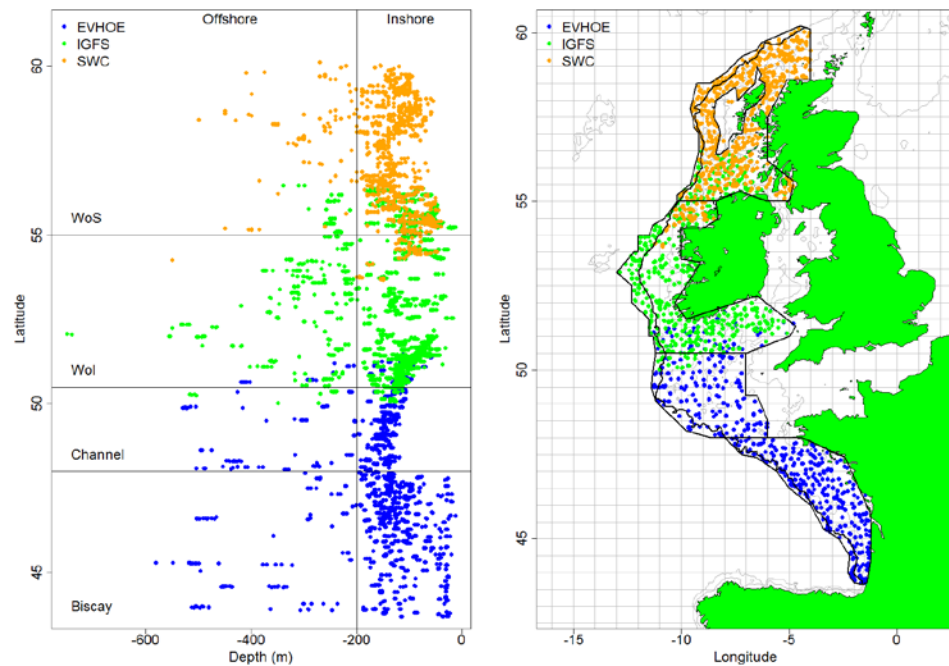 Offshore
Inshore
EVHOE
IGFS
SWC
60
55
50
45
Latitude
WoS
WoI
Channel
Biscay
-600
-400
-200
0
Depth (m)
EVHOE
IGFS
SWC
60
55
50
45
Latitude
-15
-10
-5
0
Longitude